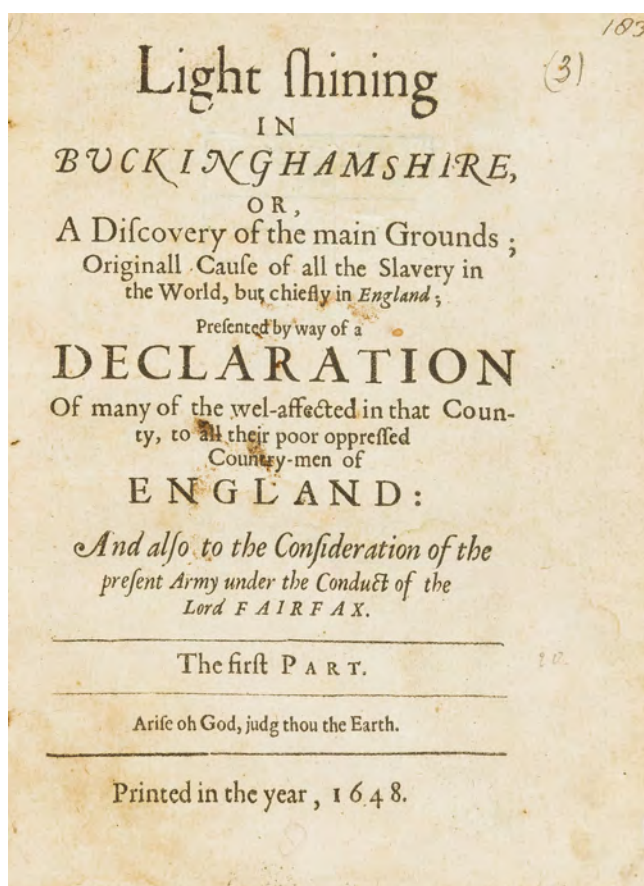 183
(3)
Light ſhining
IN
BUCKINGHAMSHIRE,
OR,
A Diſcovery of the main Grounds ;
Originall Cauſe of all the Slavery in
the World, but chiefly in England ;
Preſented by way of a
DECLARATION
Of many of the wel-affected in that Coun-
ty, to all their poor oppreſſed
Country-men of
ENGLAND:
And alſo to the Conſideration of the
preſent Army under the Conduct of the
Lord FAIRFAX.
The firſt PART.
Ariſe oh God, judg thou the Earth.
Printed in the year, 1648.